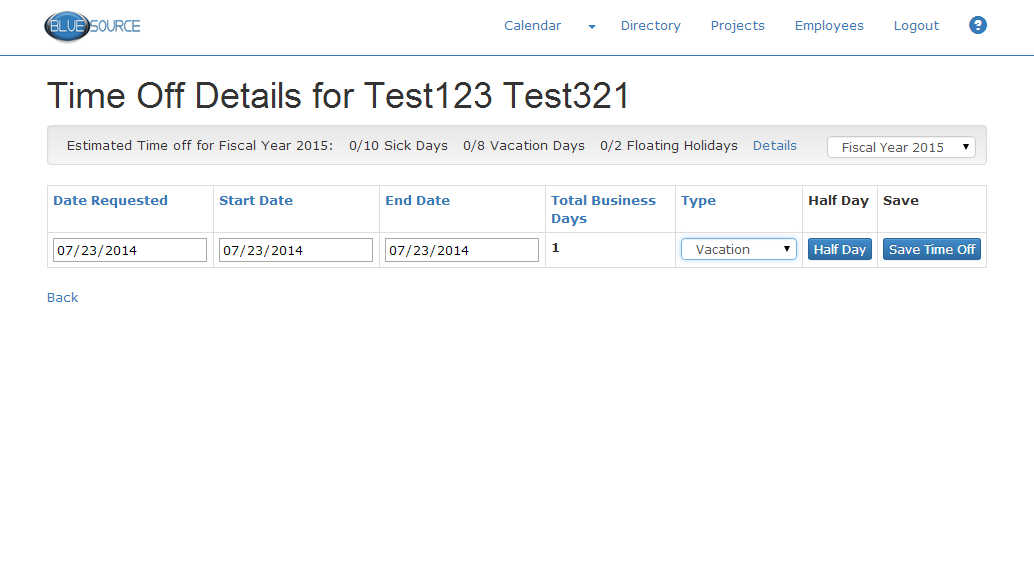 BLUESOURCE Calendar Directory Projects Employees Logout ?
Time Off Details for Test123 Test321
Estimated Time off for Fiscal Year 2015: 0/10 Sick Days 0/8 Vacation Days 0/2 Floating Holidays Details Fiscal Year 2015
Date Requested Start Date End Date Total Business Days Type Half Day Save
07/23/2014 07/23/2014 07/23/2014 1 Vacation Half Day Save Time Off
Back